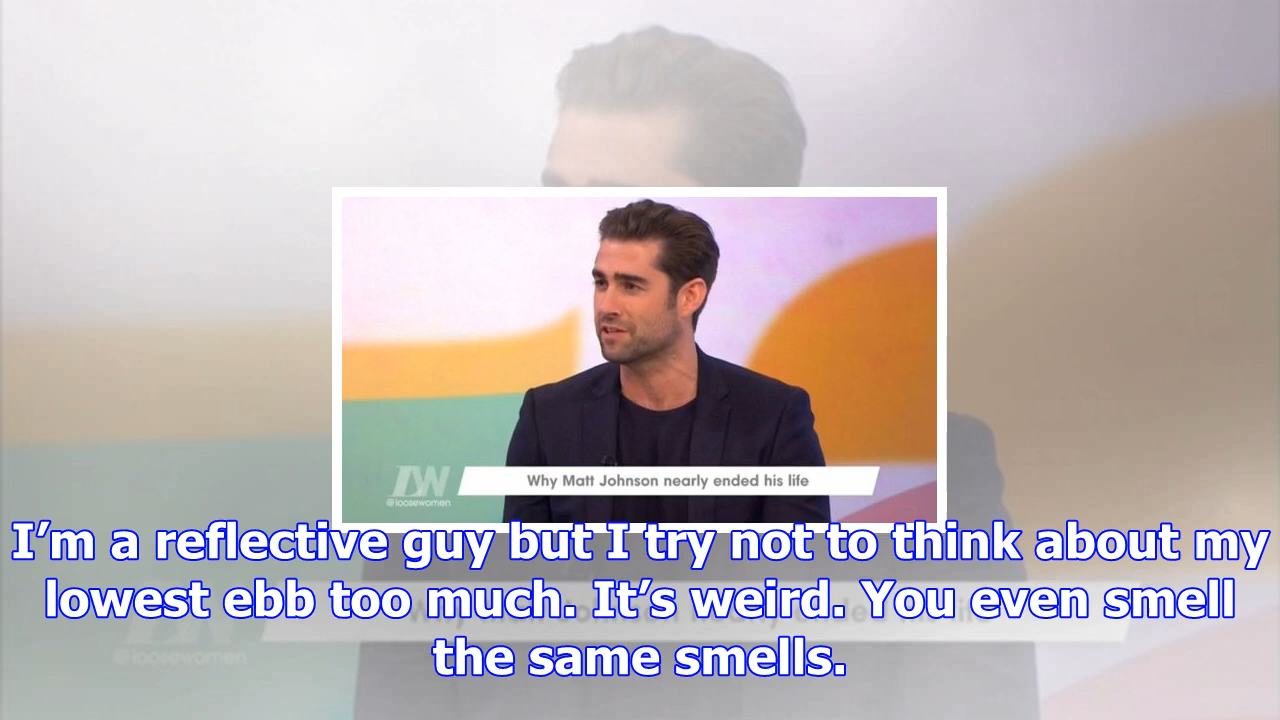 LW
@loosewomen
Why Matt Johnson nearly ended his life
I’m a reflective guy but I try not to think about my
lowest ebb too much. It’s weird. You even smell
the same smells.
@loosewomen